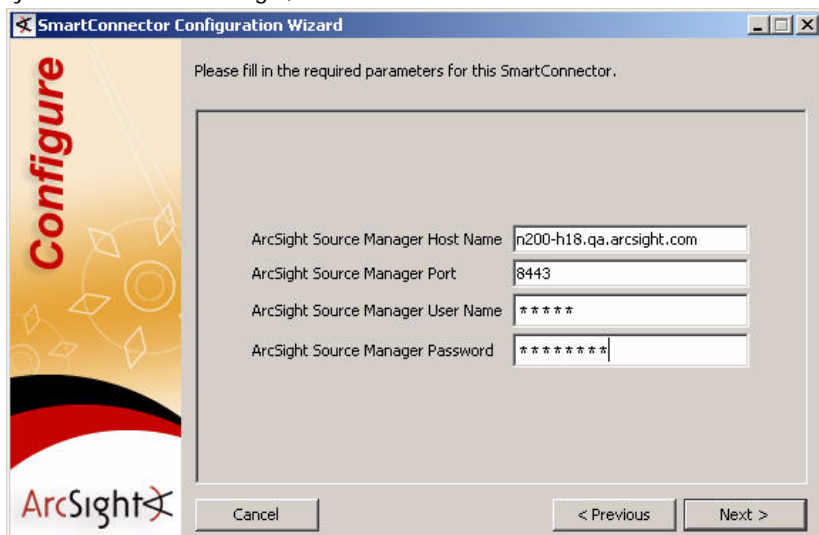 SmartConnector Configuration Wizard
Configure
Please fill in the required parameters for this SmartConnector.
ArcSight Source Manager Host Name n200-h18.qa.arcsight.com
ArcSight Source Manager Port 8443
ArcSight Source Manager User Name *****
ArcSight Source Manager Password ********
ArcSight
Cancel < Previous Next >